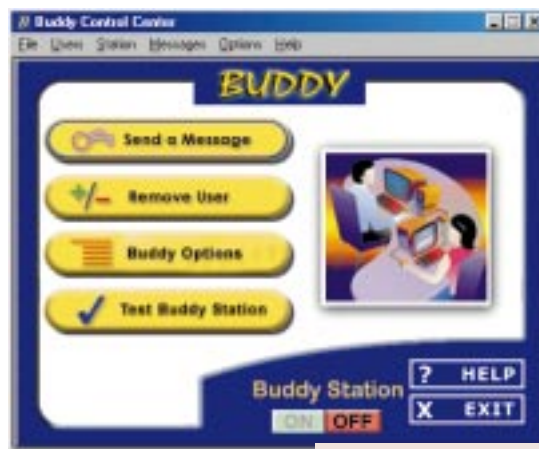 Buddy Control Center
File Users Station Messages Options Help
BUDDY
Send a Message
+/- Remove User
Buddy Options
Test Buddy Station
Buddy Station
ON OFF
? HELP
X EXIT